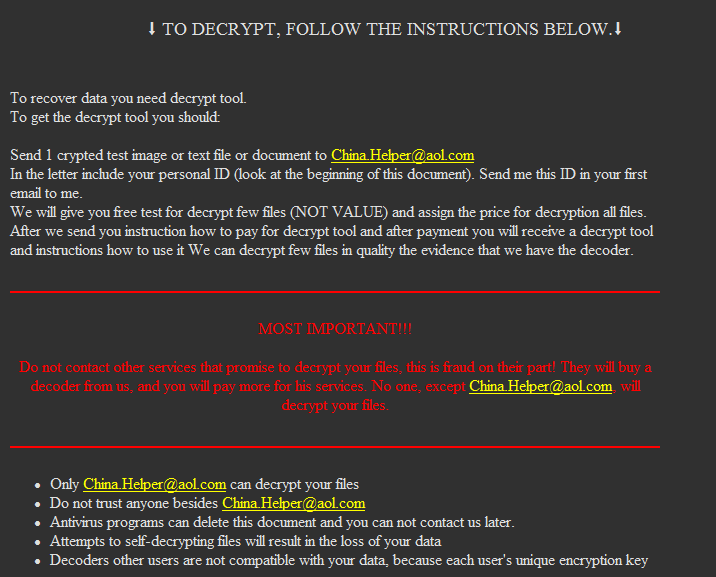 ⬇ TO DECRYPT, FOLLOW THE INSTRUCTIONS BELOW.⬇
To recover data you need decrypt tool.
To get the decrypt tool you should:
Send 1 crypted test image or text file or document to China.Helper@aol.com
In the letter include your personal ID (look at the beginning of this document). Send me this ID in your first
email to me.
We will give you free test for decrypt few files (NOT VALUE) and assign the price for decryption all files.
After we send you instruction how to pay for decrypt tool and after payment you will receive a decrypt tool
and instructions how to use it We can decrypt few files in quality the evidence that we have the decoder.
MOST IMPORTANT!!!
Do not contact other services that promise to decrypt your files, this is fraud on their part! They will buy a
decoder from us, and you will pay more for his services. No one, except China.Helper@aol.com, will
decrypt your files.
• Only China.Helper@aol.com can decrypt your files
• Do not trust anyone besides China.Helper@aol.com
• Antivirus programs can delete this document and you can not contact us later.
• Attempts to self-decrypting files will result in the loss of your data
• Decoders other users are not compatible with your data, because each user's unique encryption key